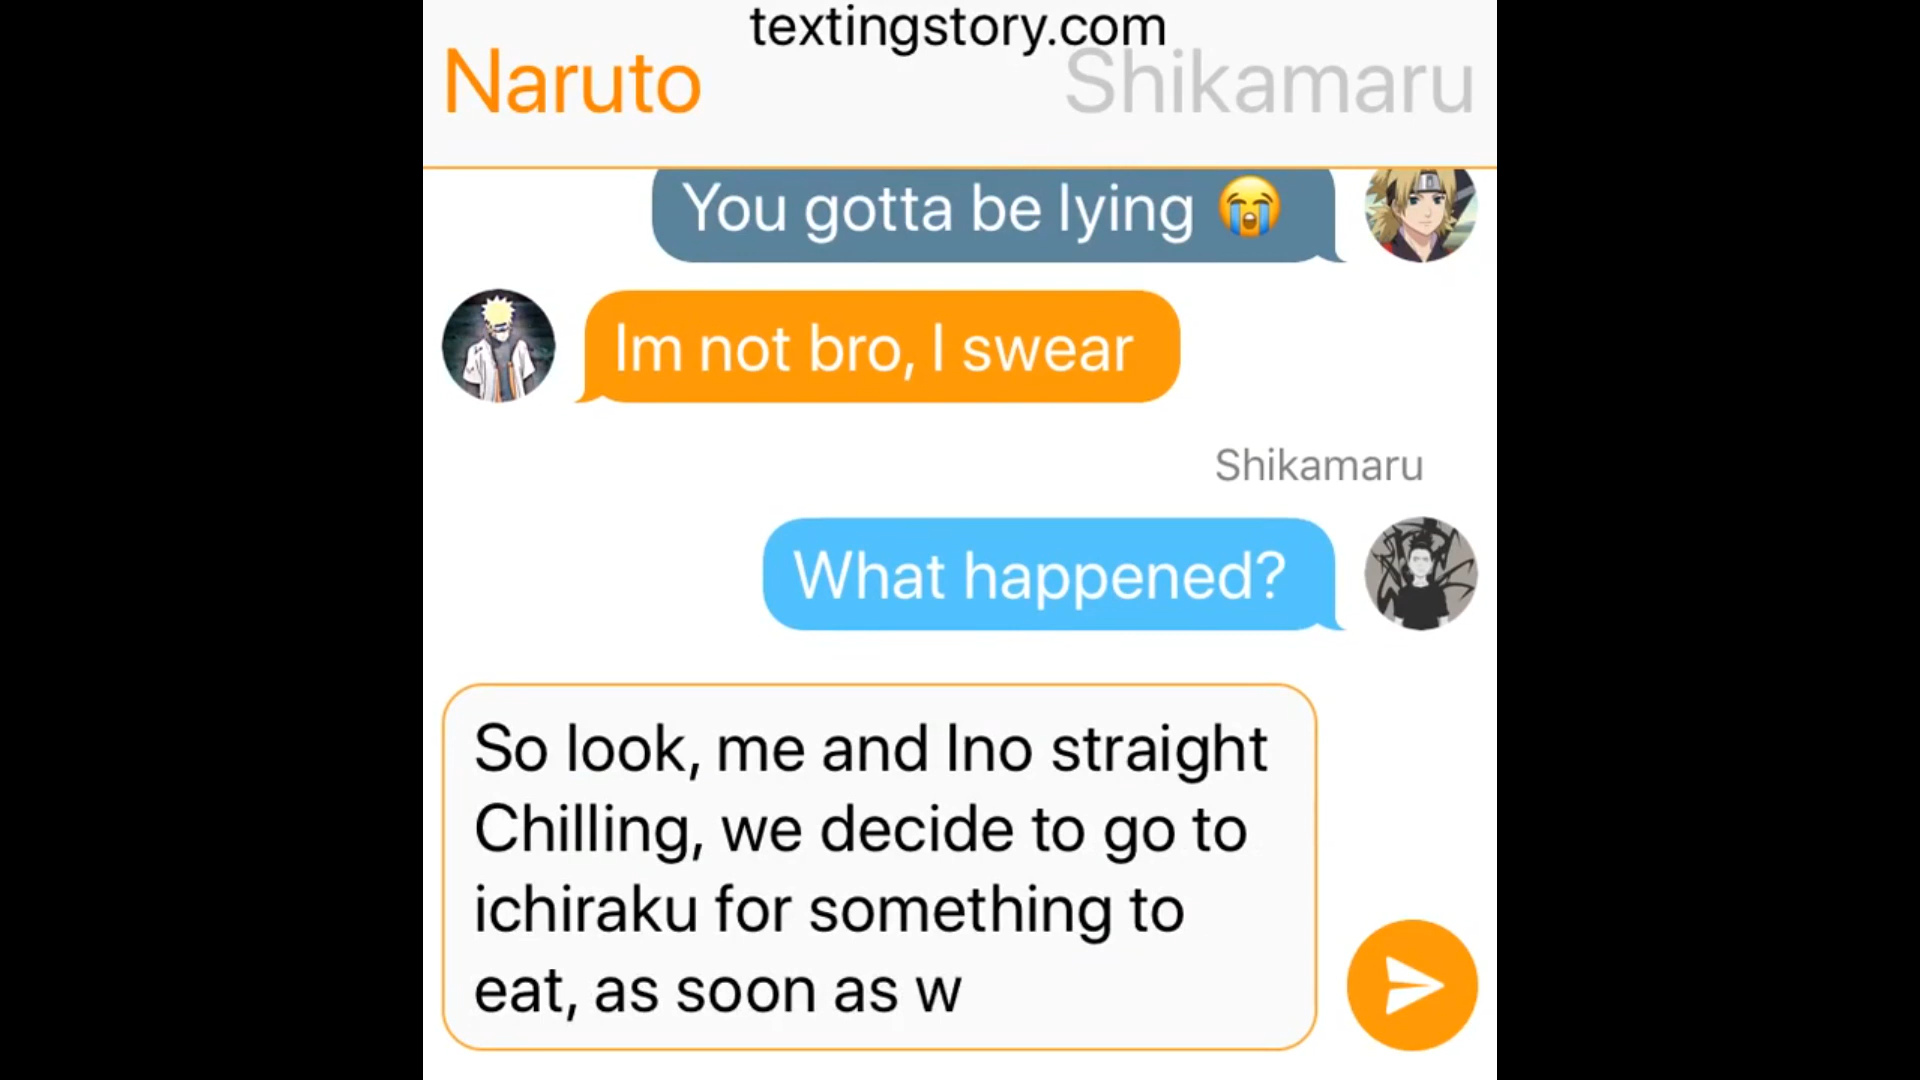 textingstory.com
Naruto
Shikamaru
You gotta be lying 😭
Im not bro, I swear
Shikamaru
What happened?
So look, me and Ino straight
Chilling, we decide to go to
ichiraku for something to
eat, as soon as w